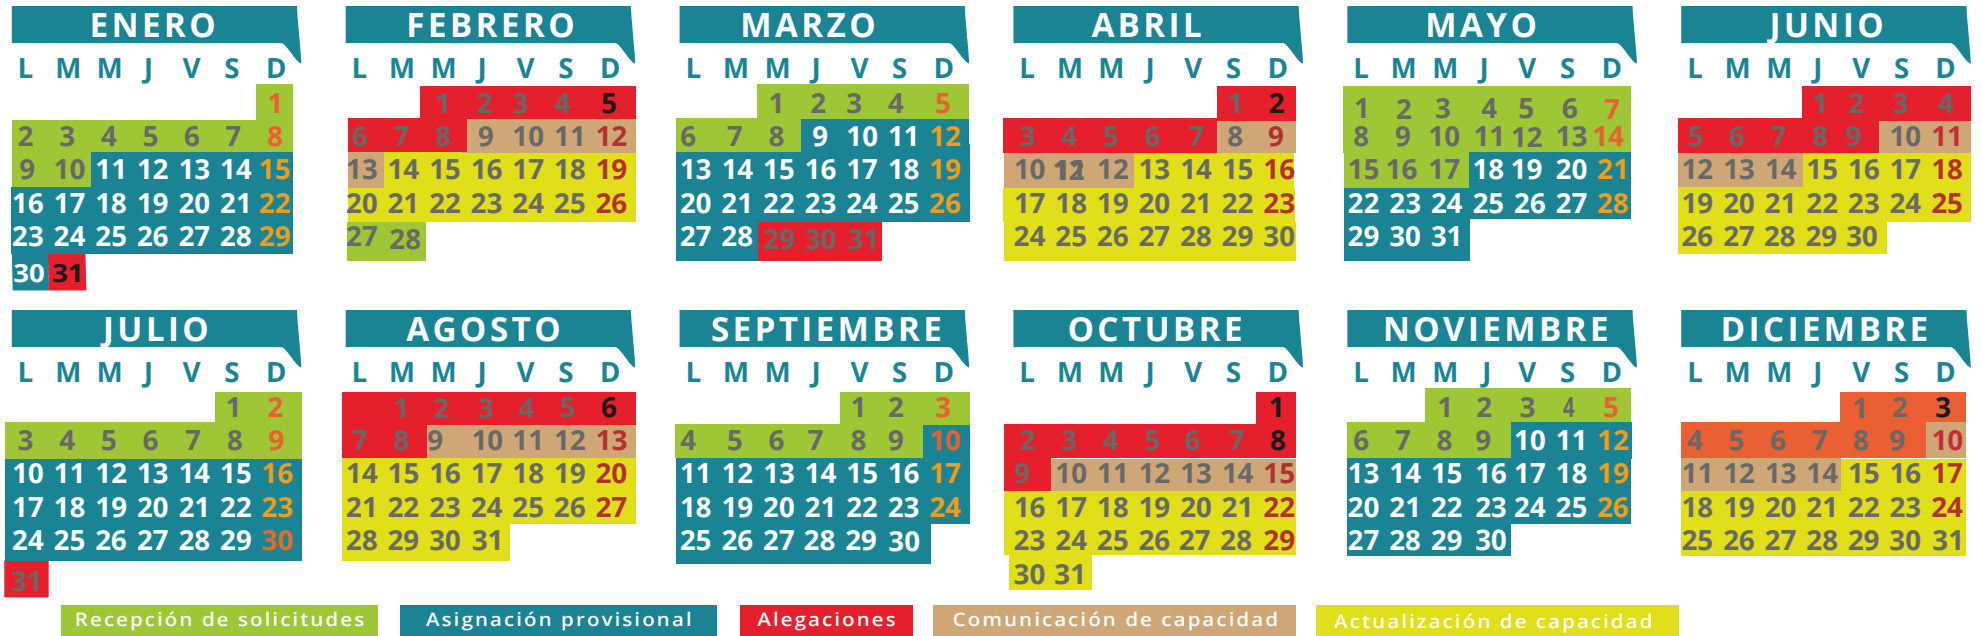 ENERO
L M M J V S D
1
2 3 4 5 6 7 8
9 10 11 12 13 14 15
16 17 18 19 20 21 22
23 24 25 26 27 28 29
30 31
FEBRERO
L M M J V S D
1 2 3 4 5
6 7 8 9 10 11 12
13 14 15 16 17 18 19
20 21 22 23 24 25 26
27 28
MARZO
L M M J V S D
1 2 3 4 5
6 7 8 9 10 11 12
13 14 15 16 17 18 19
20 21 22 23 24 25 26
27 28 29 30 31
ABRIL
L M M J V S D
1 2
3 4 5 6 7 8 9
10 12 13 14 15 16
17 18 19 20 21 22 23
24 25 26 27 28 29 30
MAYO
L M M J V S D
1 2 3 4 5 6 7
8 9 10 11 12 13 14
15 16 17 18 19 20 21
22 23 24 25 26 27 28
29 30 31
JUNIO
L M M J V S D
1 2 3 4
5 6 7 8 9 10 11
12 13 14 15 16 17 18
19 20 21 22 23 24 25
26 27 28 29 30
JULIO
L M M J V S D
1 2
3 4 5 6 7 8 9
10 11 12 13 14 15 16
17 18 19 20 21 22 23
24 25 26 27 28 29 30
31
AGOSTO
L M M J V S D
1 2 3 4 5 6
7 8 9 10 11 12 13
14 15 16 17 18 19 20
21 22 23 24 25 26 27
28 29 30 31
SEPTIEMBRE
L M M J V S D
1 2 3
4 5 6 7 8 9 10
11 12 13 14 15 16 17
18 19 20 21 22 23 24
25 26 27 28 29 30
OCTUBRE
L M M J V S D
1
2 3 4 5 6 7 8
9 10 11 12 13 14 15
16 17 18 19 20 21 22
23 24 25 26 27 28 29
30 31
NOVIEMBRE
L M M J V S D
1 2 3 4 5
6 7 8 9 10 11 12
13 14 15 16 17 18 19
20 21 22 23 24 25 26
27 28 29 30
DICIEMBRE
L M M J V S D
1 2 3
4 5 6 7 8 9 10
11 12 13 14 15 16 17
18 19 20 21 22 23 24
25 26 27 28 29 30 31
Recepción de solicitudes
Asignación provisional
Alegaciones
Comunicación de capacidad
Actualización de capacidad